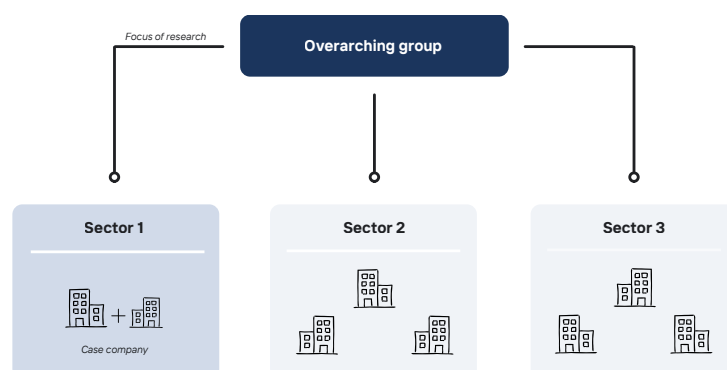 Focus of research
Overarching group
Sector 1
Sector 2
Sector 3
Case company